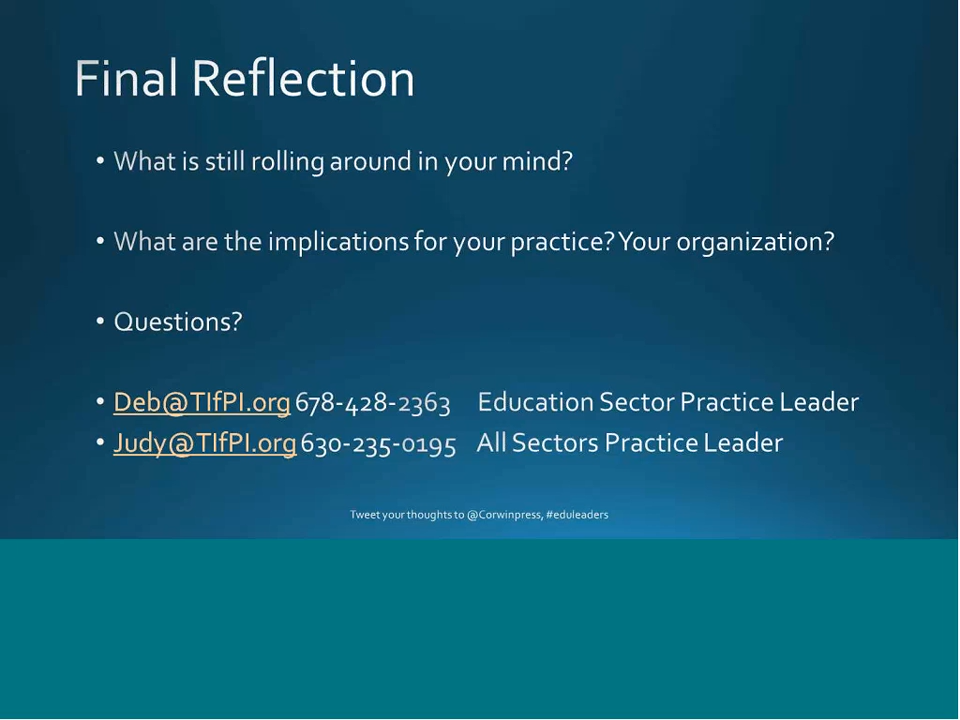 Final Reflection
• What is still rolling around in your mind?
• What are the implications for your practice? Your organization?
• Questions?
• Deb@TIfPI.org 678-428-2363 Education Sector Practice Leader
• Judy@TIfPI.org 630-235-0195 All Sectors Practice Leader
Tweet your thoughts to @Corwinpress, #eduleaders